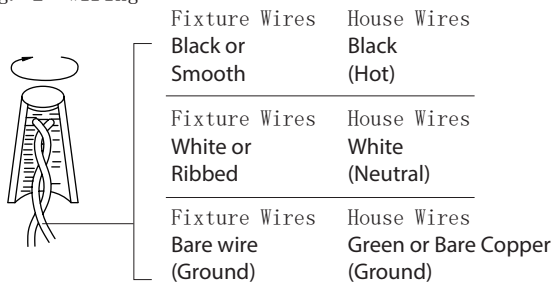 Fixture Wires House Wires
Black or Black
Smooth (Hot)
Fixture Wires House Wires
White or White
Ribbed (Neutral)
Fixture Wires House Wires
Bare wire Green or Bare Copper
(Ground) (Ground)